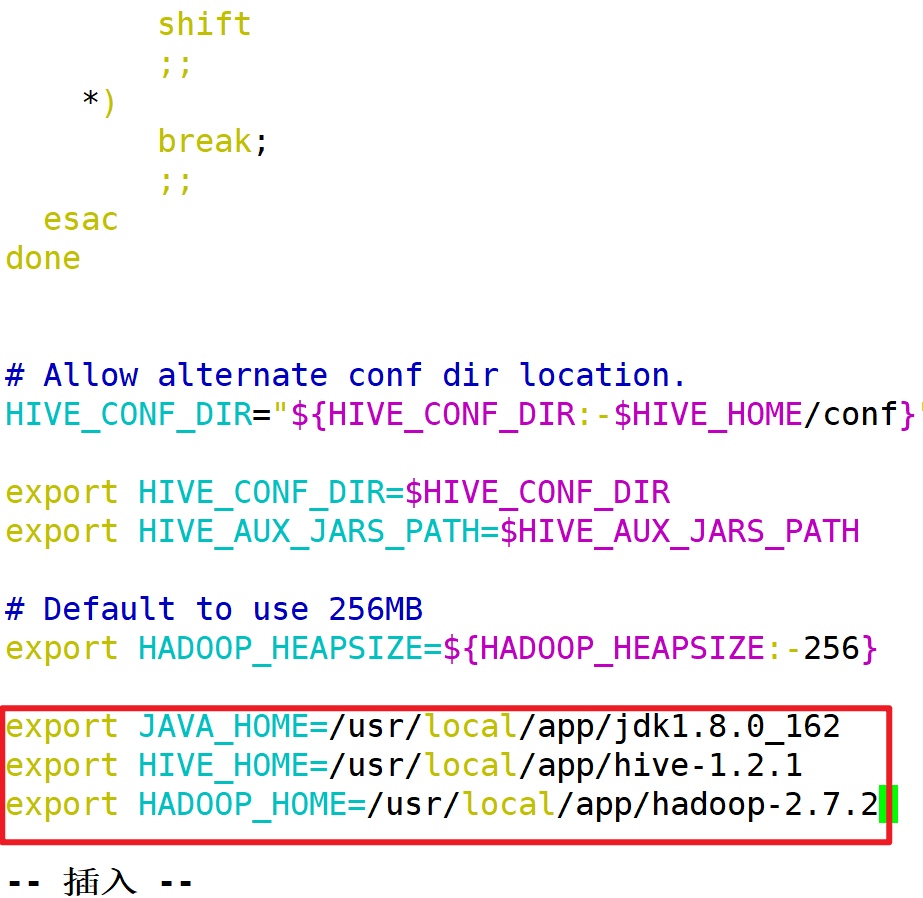 shift
;;
*)
break;
;;
esac
done
# Allow alternate conf dir location.
HIVE_CONF_DIR="${HIVE_CONF_DIR:-$HIVE_HOME/conf}"
export HIVE_CONF_DIR=$HIVE_CONF_DIR
export HIVE_AUX_JARS_PATH=$HIVE_AUX_JARS_PATH
# Default to use 256MB
export HADOOP_HEAPSIZE=${HADOOP_HEAPSIZE:-256}
export JAVA_HOME=/usr/local/app/jdk1.8.0_162
export HIVE_HOME=/usr/local/app/hive-1.2.1
export HADOOP_HOME=/usr/local/app/hadoop-2.7.2
-- 插入 --